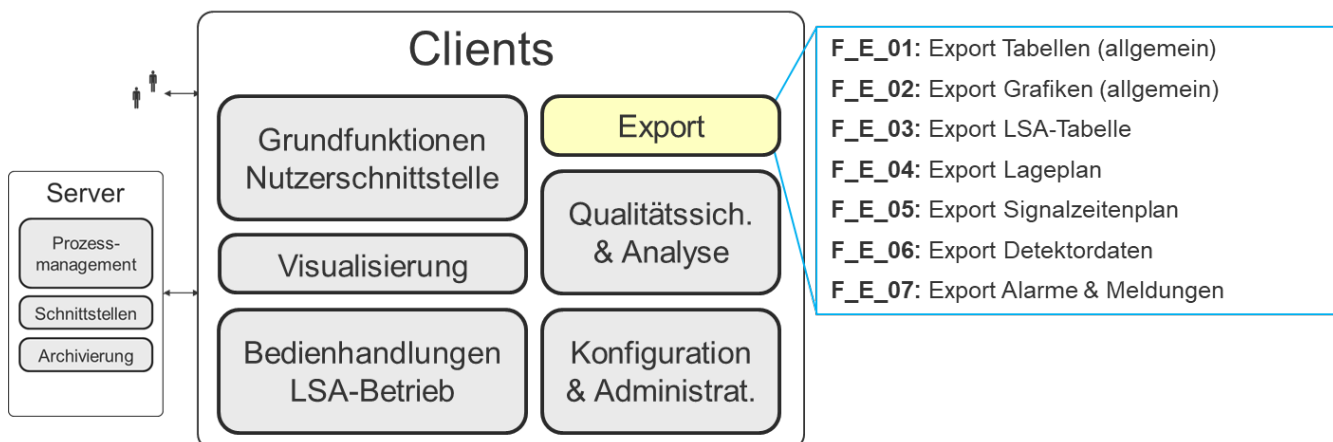 Clients
Grundfunktionen
Nutzerschnittstelle
Visualisierung
Bedienhandlungen
LSA-Betrieb
Export
Qualitätssich.
& Analyse
Konfiguration
& Administrat.
Server
Prozess-
management
Schnittstellen
Archivierung
F_E_01: Export Tabellen (allgemein)
F_E_02: Export Grafiken (allgemein)
F_E_03: Export LSA-Tabelle
F_E_04: Export Lageplan
F_E_05: Export Signalzeitenplan
F_E_06: Export Detektordaten
F_E_07: Export Alarme & Meldungen